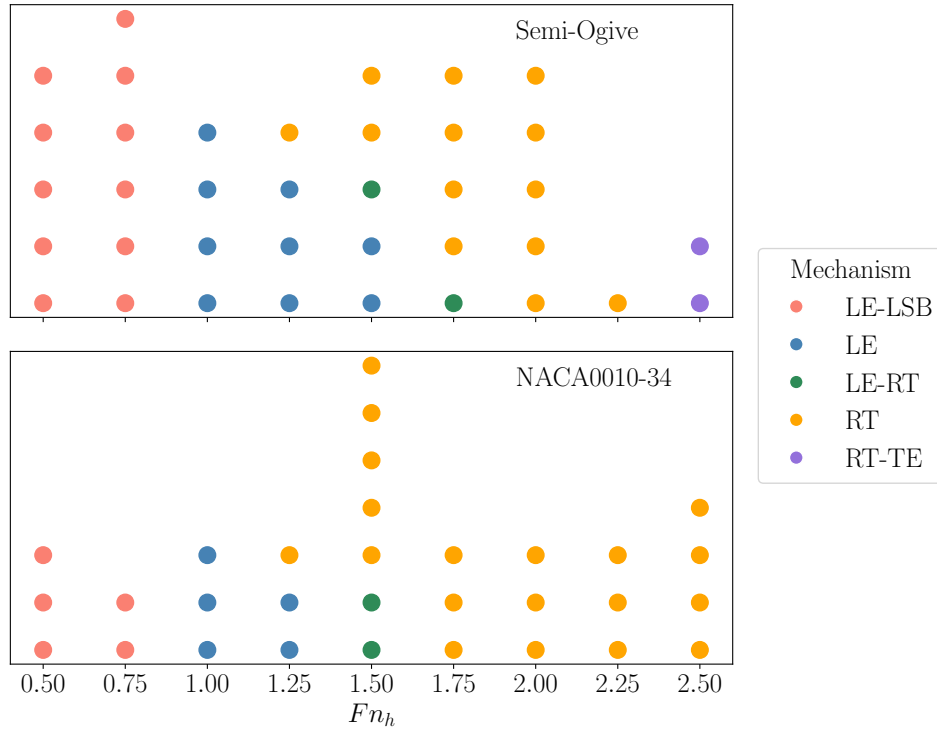 Semi-Ogive
Mechanism
LE-LSB
LE
LE-RT
RT
RT-TE
NACA0010-34
0.50 0.75 1.00 1.25 1.50 1.75 2.00 2.25 2.50
Fn_h